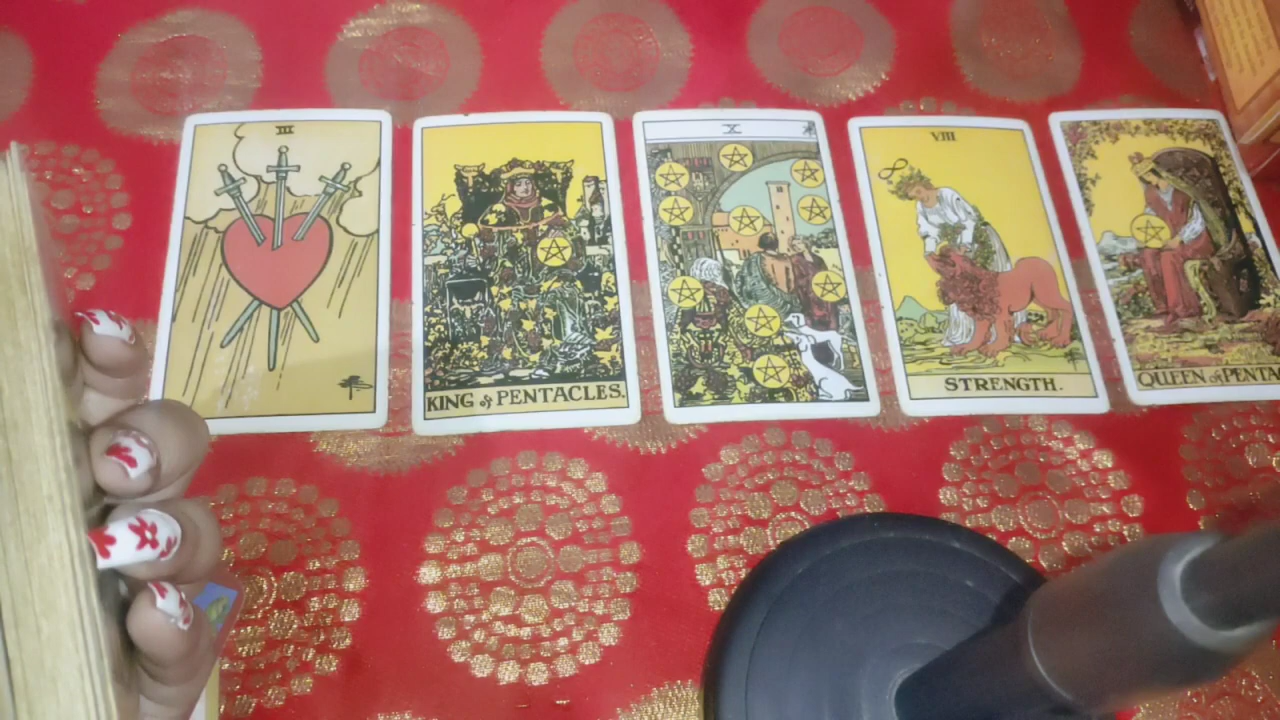 III
KING of PENTACLES.
X
VIII
STRENGTH.
QUEEN of PENTA